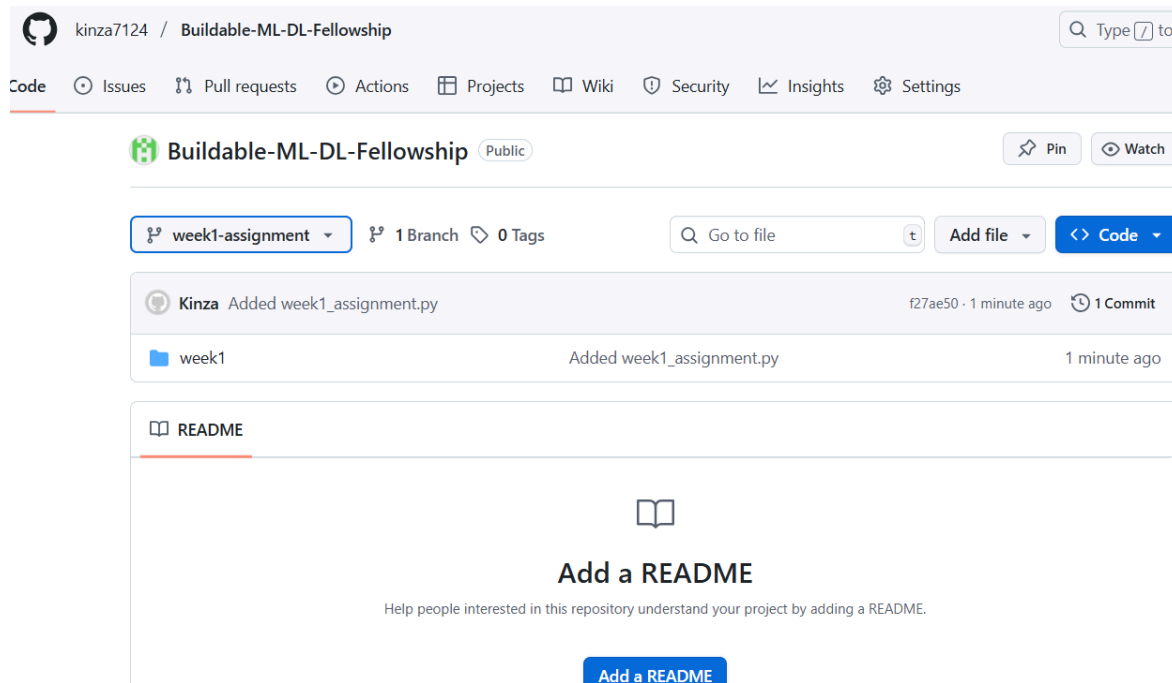 kinza7124 / Buildable-ML-DL-Fellowship
Type / to
Code Issues Pull requests Actions Projects Wiki Security Insights Settings
Buildable-ML-DL-Fellowship Public
Pin Watch
week1-assignment 1 Branch 0 Tags
Go to file t Add file Code
Kinza Added week1_assignment.py f27ae50 · 1 minute ago 1 Commit
week1 Added week1_assignment.py 1 minute ago
README
Add a README
Help people interested in this repository understand your project by adding a README.
Add a README